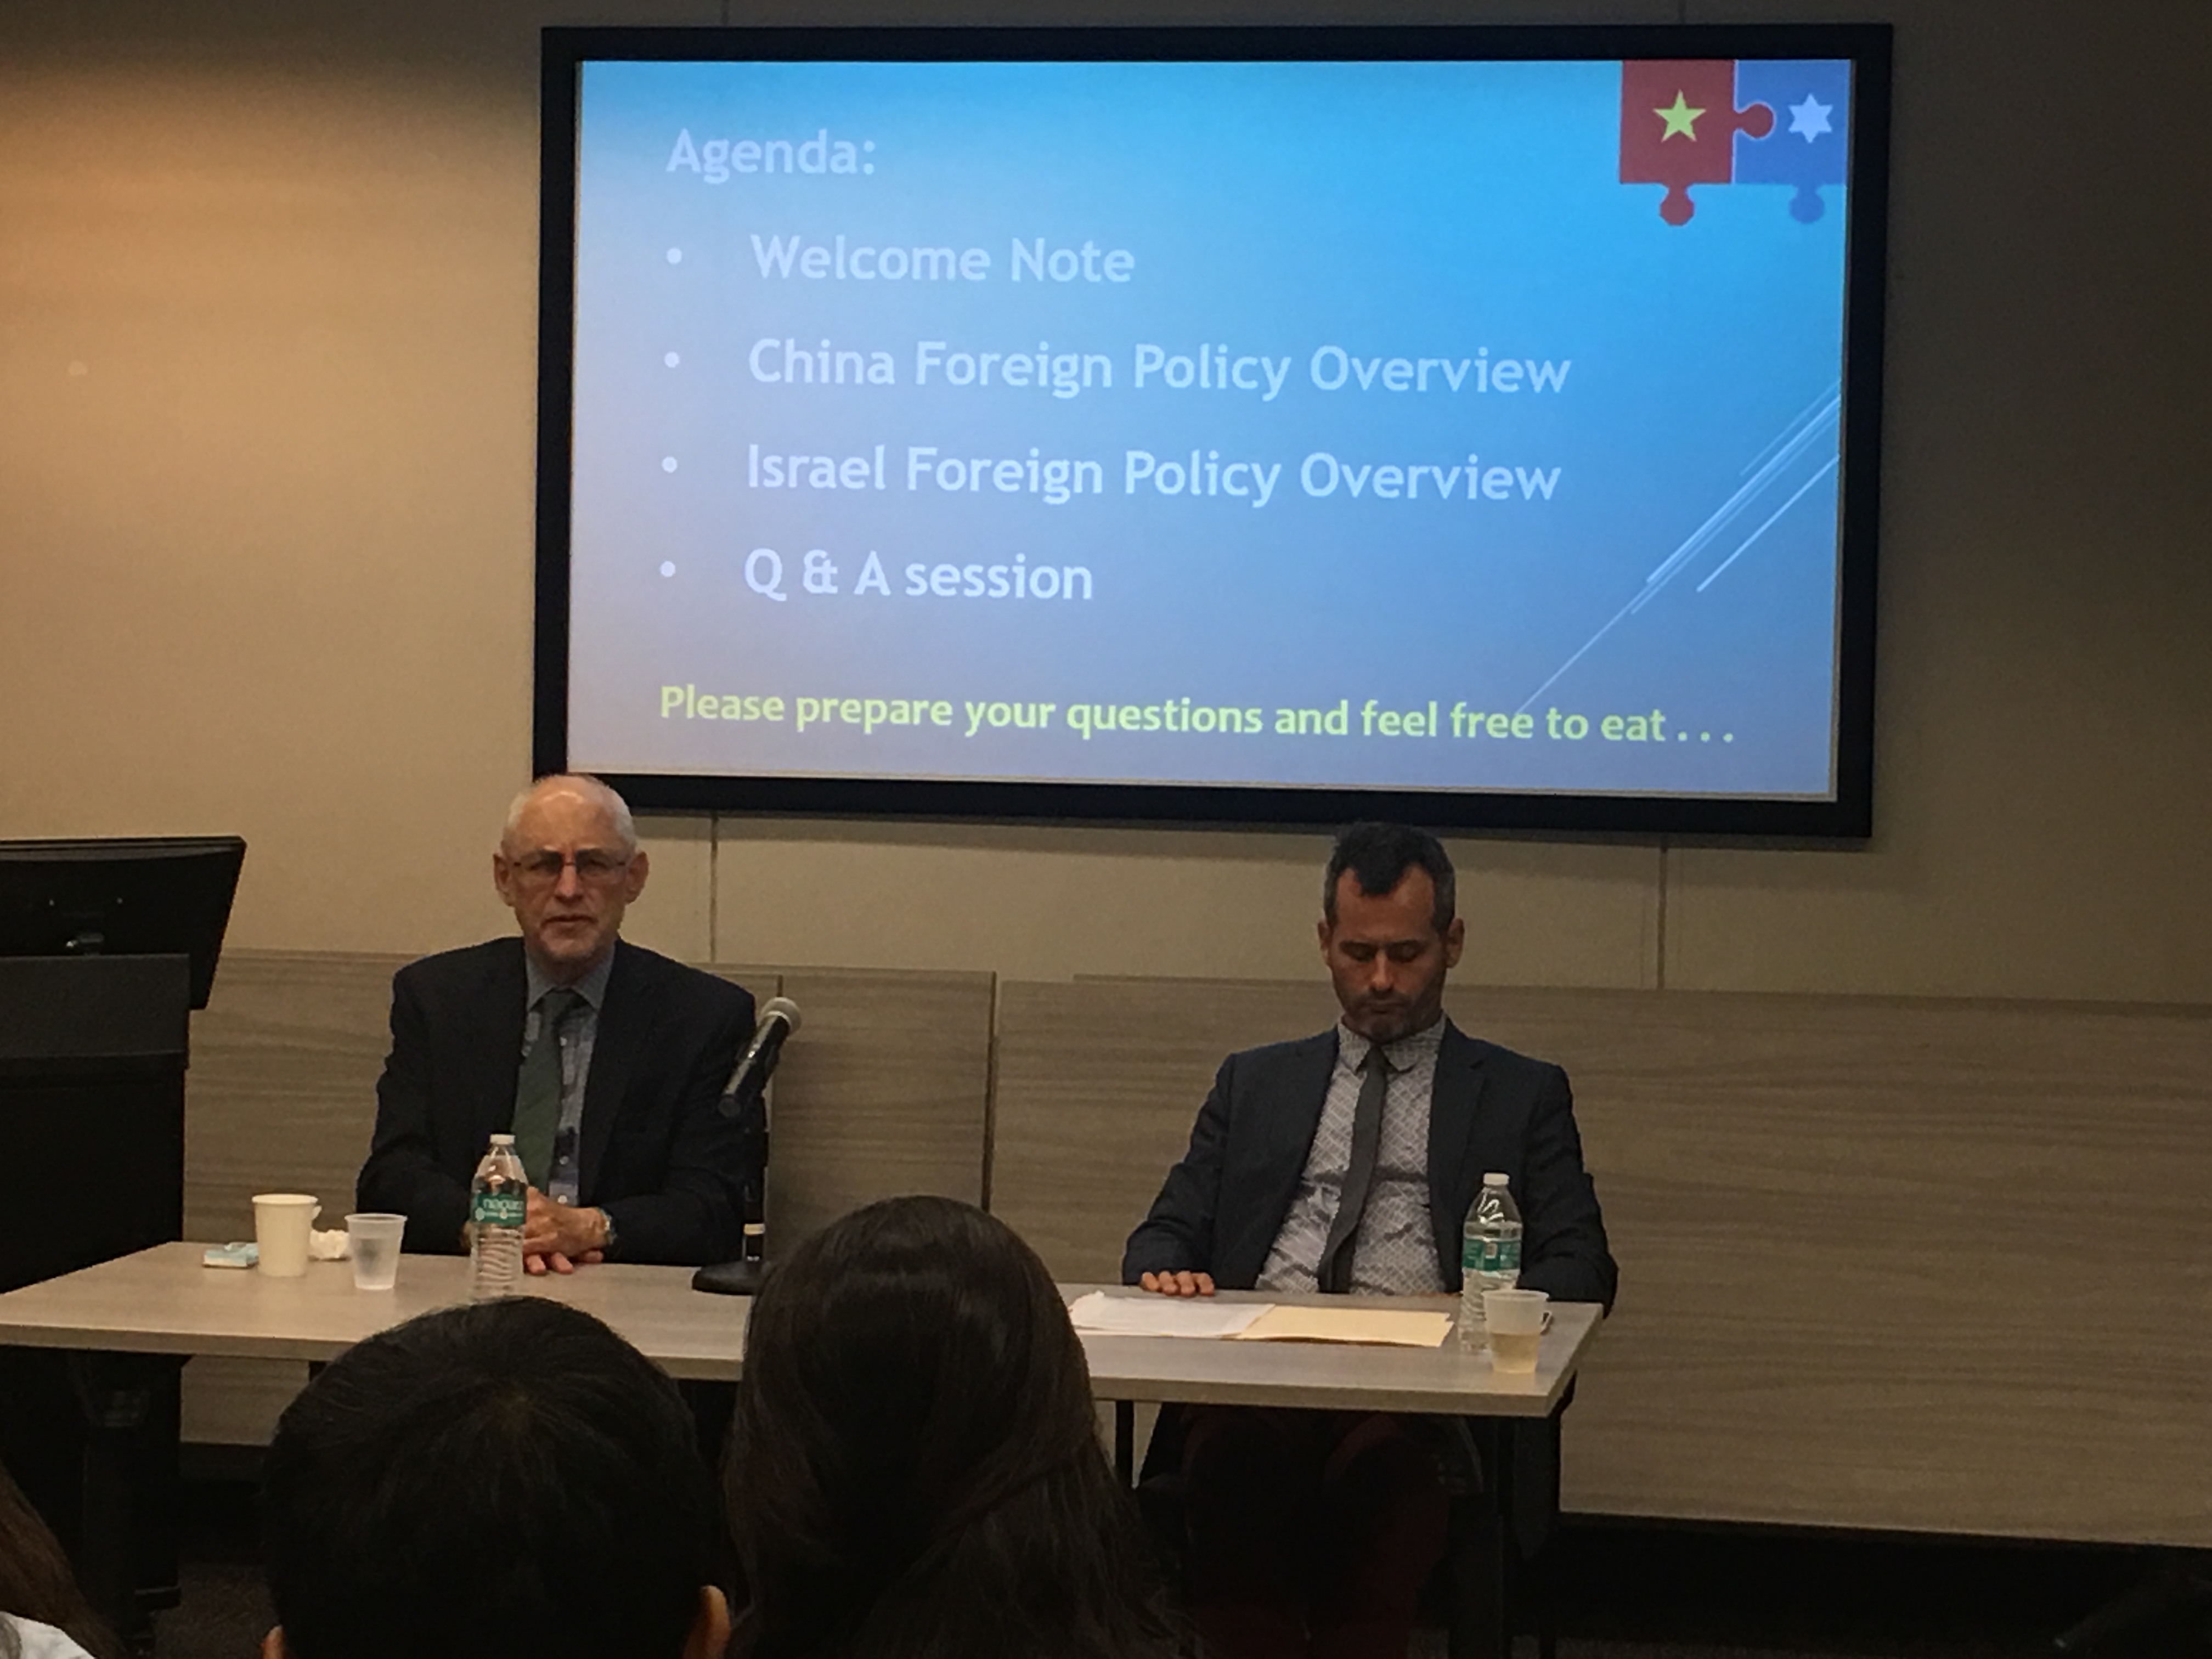 Agenda:
• Welcome Note
• China Foreign Policy Overview
• Israel Foreign Policy Overview
• Q & A session
Please prepare your questions and feel free to eat . . .